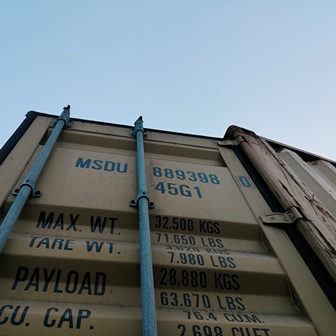 MSDU 889398 0
45G1
MAX. WT. 32.500 KGS
71.650 LBS
TARE WT. 3.620 KGS
7.980 LBS
PAYLOAD 28.880 KGS
63,670 LBS
CU. CAP. 76.4 CU.M.
2.698 CU.FT